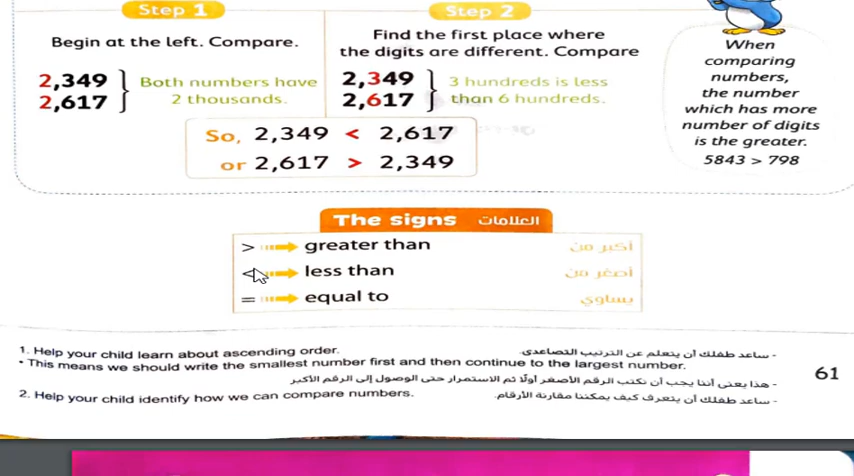 Step 1
Begin at the left. Compare.
2,349
2,617
Both numbers have
2 thousands.
Step 2
Find the first place where
the digits are different. Compare
2,349
2,617
3 hundreds is less
than 6 hundreds.
So, 2,349 < 2,617
or 2,617 > 2,349
When
comparing
numbers,
the number
which has more
number of digits
is the greater.
5843 > 798
The signs العلامات
> greater than أكبر من
< less than أصغر من
= equal to يساوي
1. Help your child learn about ascending order.
- ساعد طفلك أن يتعلم عن الترتيب التصاعدى.
• This means we should write the smallest number first and then continue to the largest number.
- هذا يعنى أننا يجب أن نكتب الرقم الأصغر أولًا ثم الاستمرار حتى الوصول إلى الرقم الأكبر
2. Help your child identify how we can compare numbers.
- ساعد طفلك أن يتعرف كيف يمكننا مقارنة الأرقام.
61